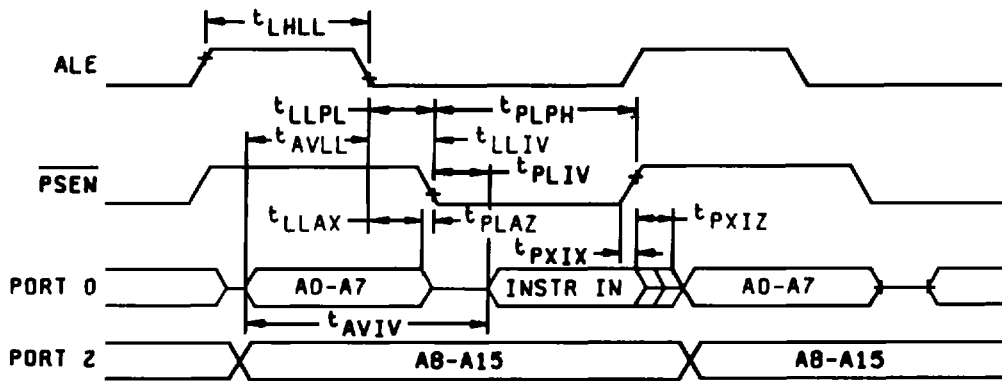 tLHLL
ALE
tLLPL tPLPH
tAVLL tLLIV
PSEN tPLIV
tLLAX tPLAZ tPXIZ
tPXIX
PORT 0 A0-A7 INSTR IN A0-A7
tAVIV
PORT 2 A8-A15 A8-A15